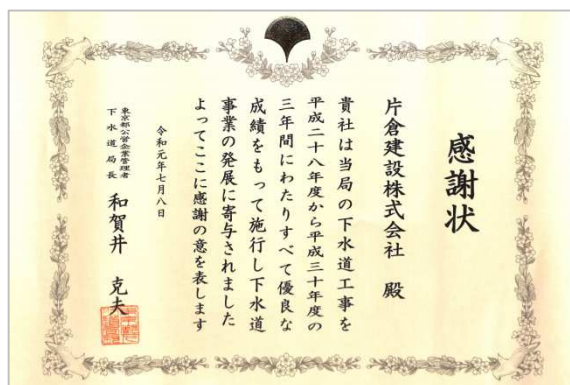 感謝状
片倉建設株式会社 殿
貴社は当局の下水道工事を
平成二十八年度から平成三十年度の
三年間にわたりすべて優良な
成績をもって施行し下水道
事業の発展に寄与されました
よってここに感謝の意を表します
令和元年七月八日
東京都公営企業管理者
下水道局長 和賀井 克夫